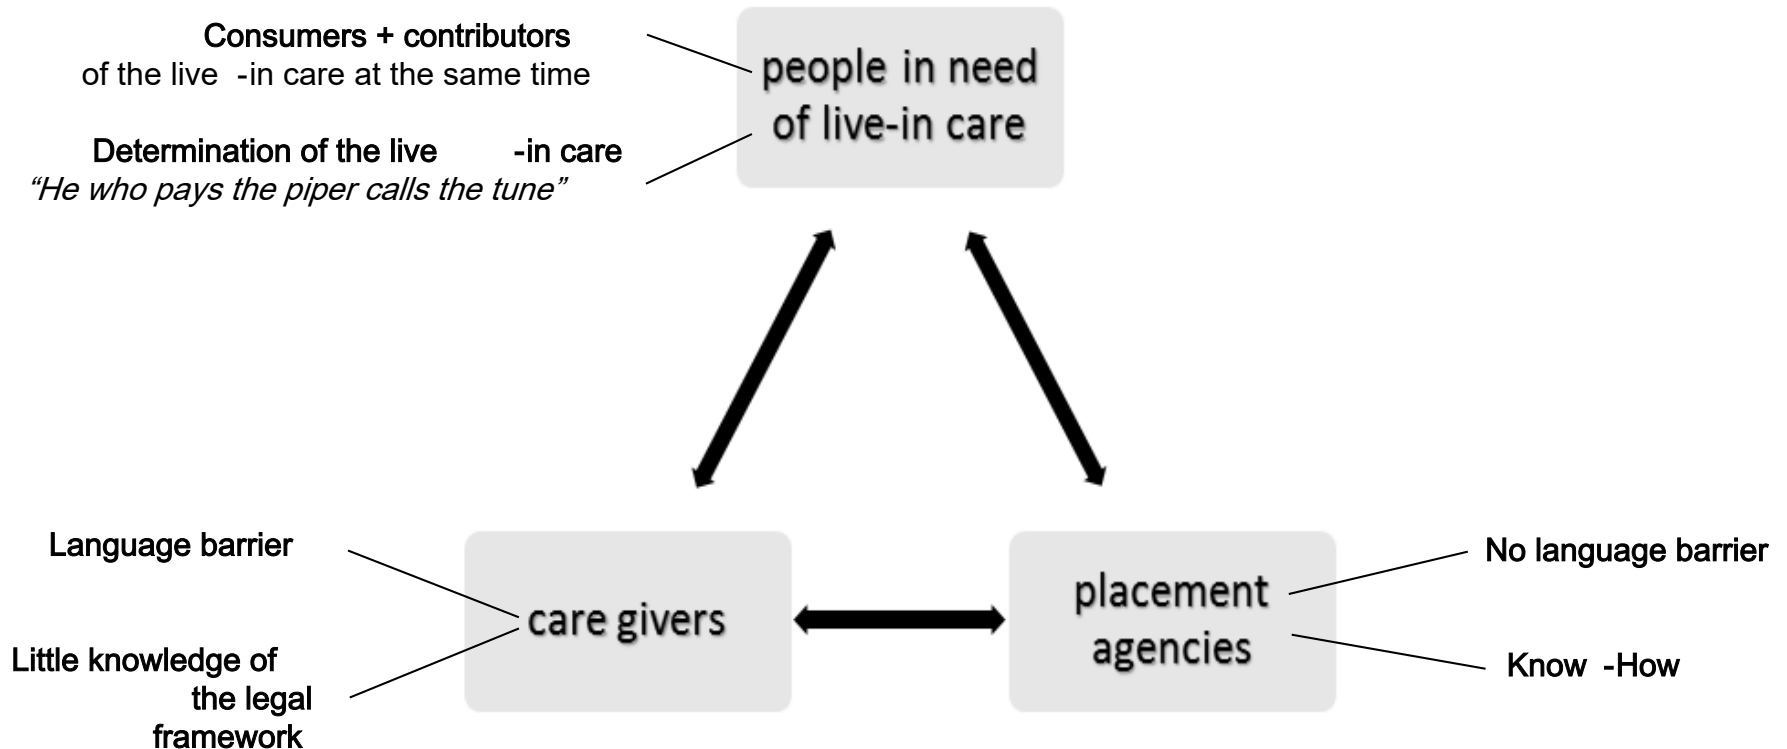 Consumers + contributors
of the live -in care at the same time
Determination of the live -in care
“He who pays the piper calls the tune”
people in need
of live-in care
Language barrier
Little knowledge of
the legal
framework
care givers
placement
agencies
No language barrier
Know -How